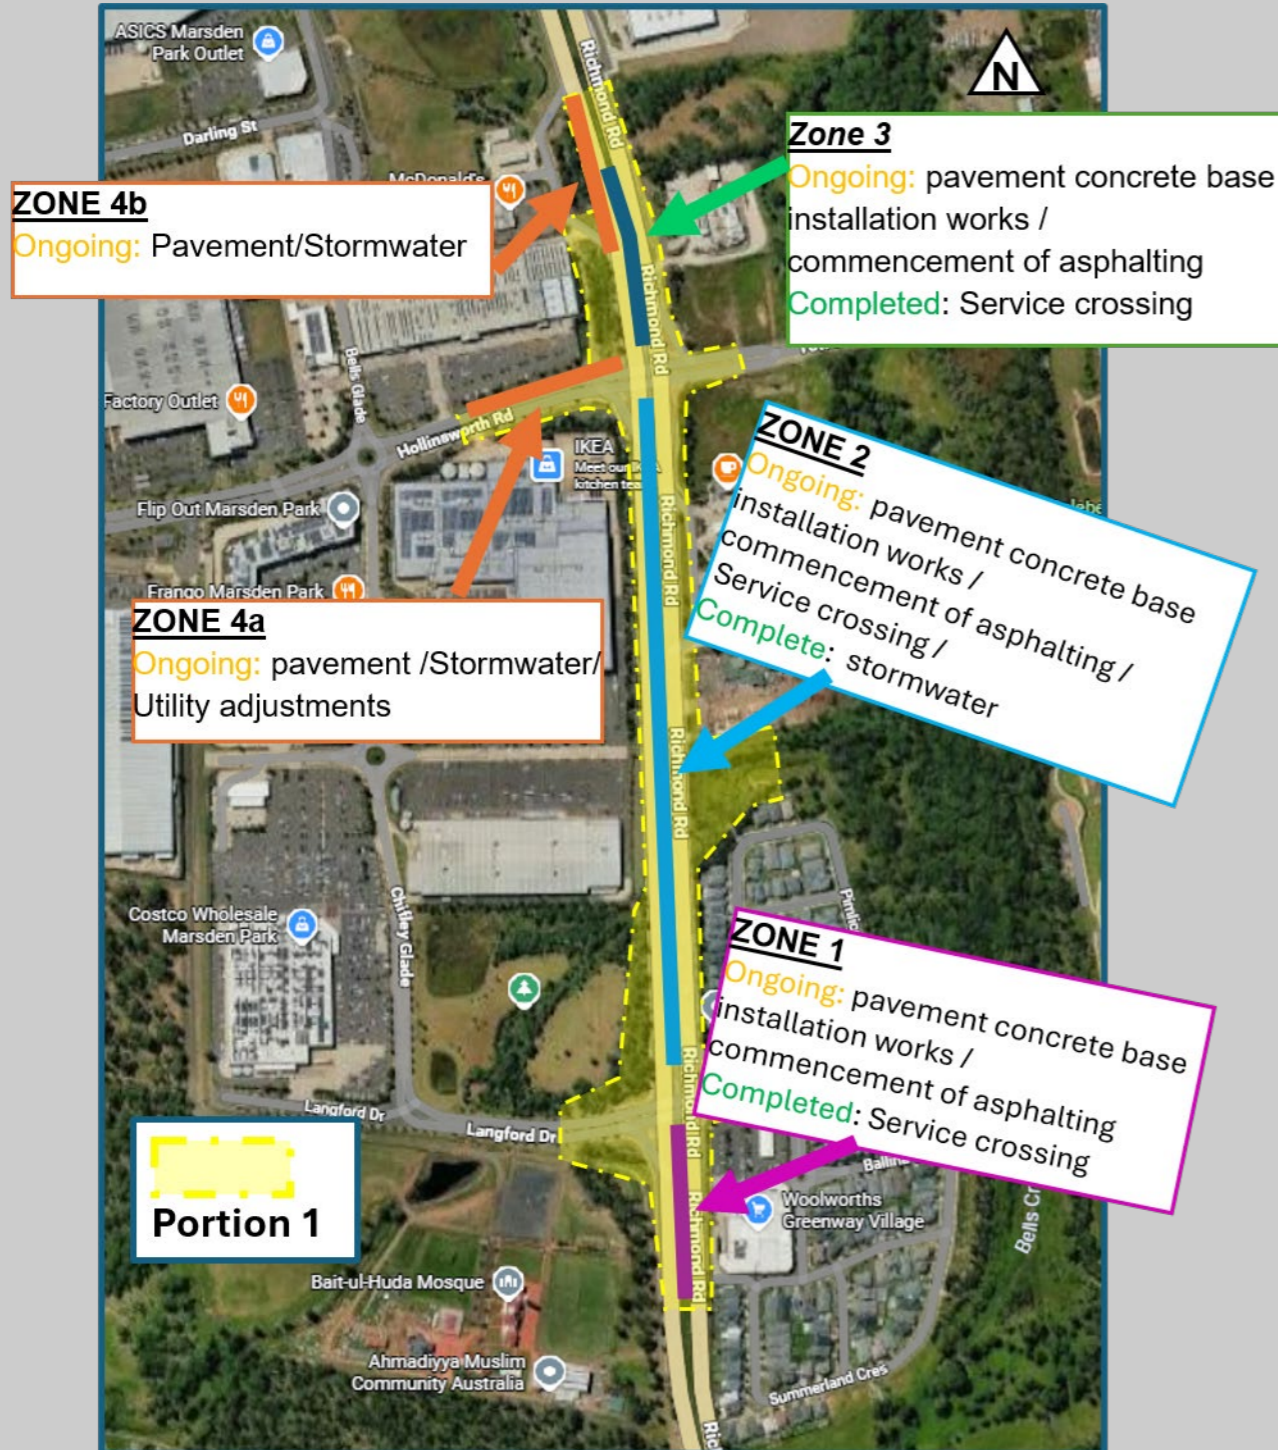 ASICS Marsden
Park Outlet
Richmond Rd
N
Darling St
McDonald's
Zone 3
Ongoing: pavement concrete base
installation works /
commencement of asphalting
Completed: Service crossing
ZONE 4b
Ongoing: Pavement/Stormwater
Richmond Rd
Bells Glade
Factory Outlet
Hollinsworth Rd
IKEA
Meet our
kitchen
ZONE 2
Ongoing: pavement concrete base
installation works /
commencement of asphalting /
Service crossing /
Complete: stormwater
Flip Out Marsden Park
Richmond Rd
Frango Marsden Park
ZONE 4a
Ongoing: pavement /Stormwater/
Utility adjustments
Richmond Rd
Costco Wholesale
Marsden Park
Chifley Glade
ZONE 1
Ongoing: pavement concrete base
installation works /
commencement of asphalting
Completed: Service crossing
Richmond Rd
Langford Dr
Langford Dr
Portion 1
Woolworths
Greenway Village
Richmond Rd
Bells
Bait-ul-Huda Mosque
Ahmadiyya Muslim
Community Australia
Summerland Cres